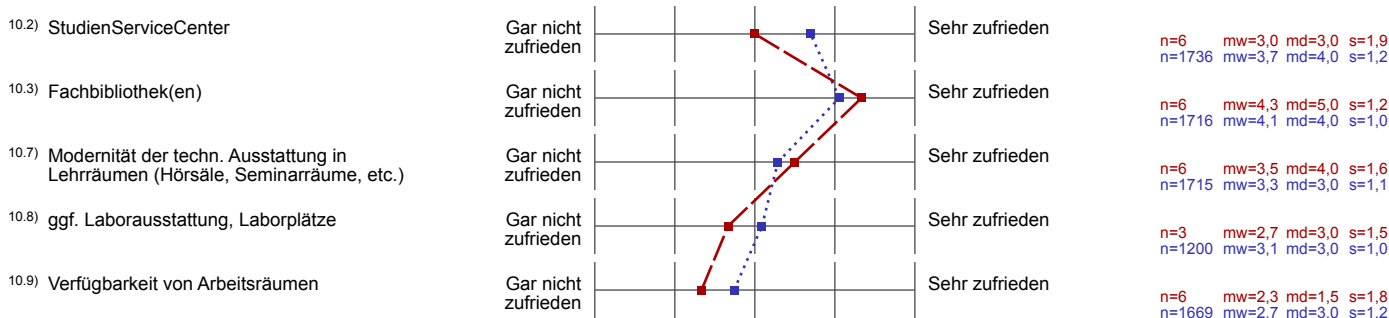 10.2) StudienServiceCenter
Gar nicht
zufrieden
Sehr zufrieden
n=6 mw=3,0 md=3,0 s=1,9
n=1736 mw=3,7 md=4,0 s=1,2
10.3) Fachbibliothek(en)
Gar nicht
zufrieden
Sehr zufrieden
n=6 mw=4,3 md=5,0 s=1,2
n=1716 mw=4,1 md=4,0 s=1,0
10.7) Modernität der techn. Ausstattung in
Lehrräumen (Hörsäle, Seminarräume, etc.)
Gar nicht
zufrieden
Sehr zufrieden
n=6 mw=3,5 md=4,0 s=1,6
n=1715 mw=3,3 md=3,0 s=1,1
10.8) ggf. Laborausstattung, Laborplätze
Gar nicht
zufrieden
Sehr zufrieden
n=3 mw=2,7 md=3,0 s=1,5
n=1200 mw=3,1 md=3,0 s=1,0
10.9) Verfügbarkeit von Arbeitsräumen
Gar nicht
zufrieden
Sehr zufrieden
n=6 mw=2,3 md=1,5 s=1,8
n=1669 mw=2,7 md=3,0 s=1,2